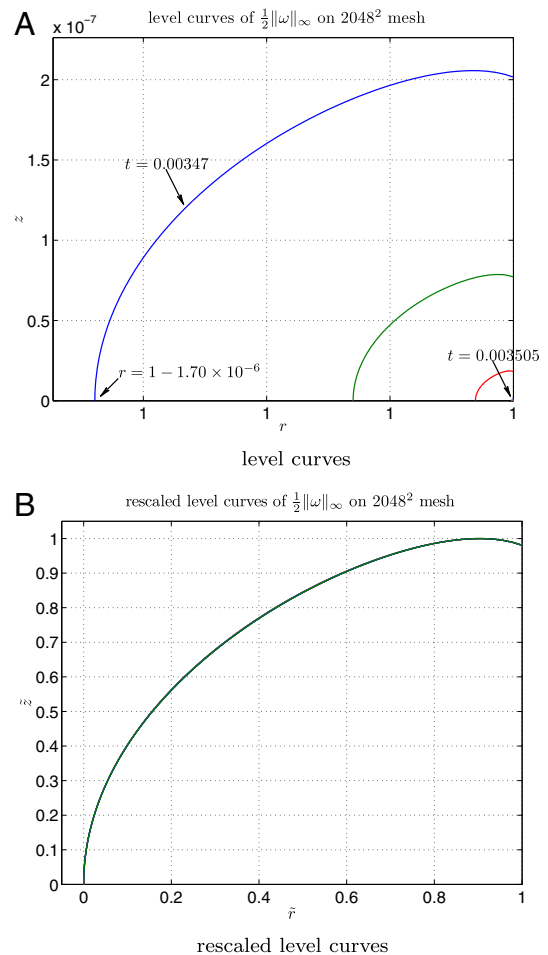 A
level curves of ½‖ω‖∞ on 2048² mesh
x 10⁻⁷
2
1.5
1
0.5
0
z
t = 0.00347
r = 1 − 1.70 × 10⁻⁶
t = 0.003505
1 1 1 1
r
level curves
B
rescaled level curves of ½‖ω‖∞ on 2048² mesh
1
0.9
0.8
0.7
0.6
0.5
0.4
0.3
0.2
0.1
0
z̃
0 0.2 0.4 0.6 0.8 1
r̃
rescaled level curves